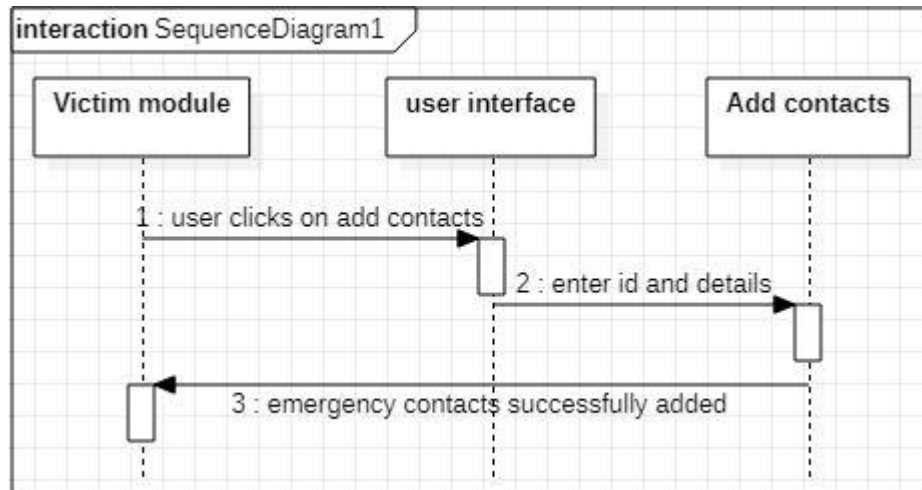 interaction SequenceDiagram1
Victim module
user interface
Add contacts
1 : user clicks on add contacts
2 : enter id and details
3 : emergency contacts successfully added